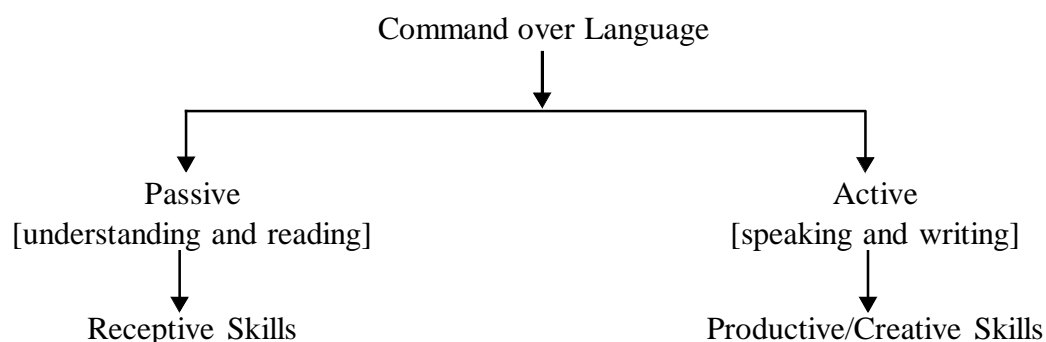 Command over Language
Passive
[understanding and reading]
Active
[speaking and writing]
Receptive Skills
Productive/Creative Skills